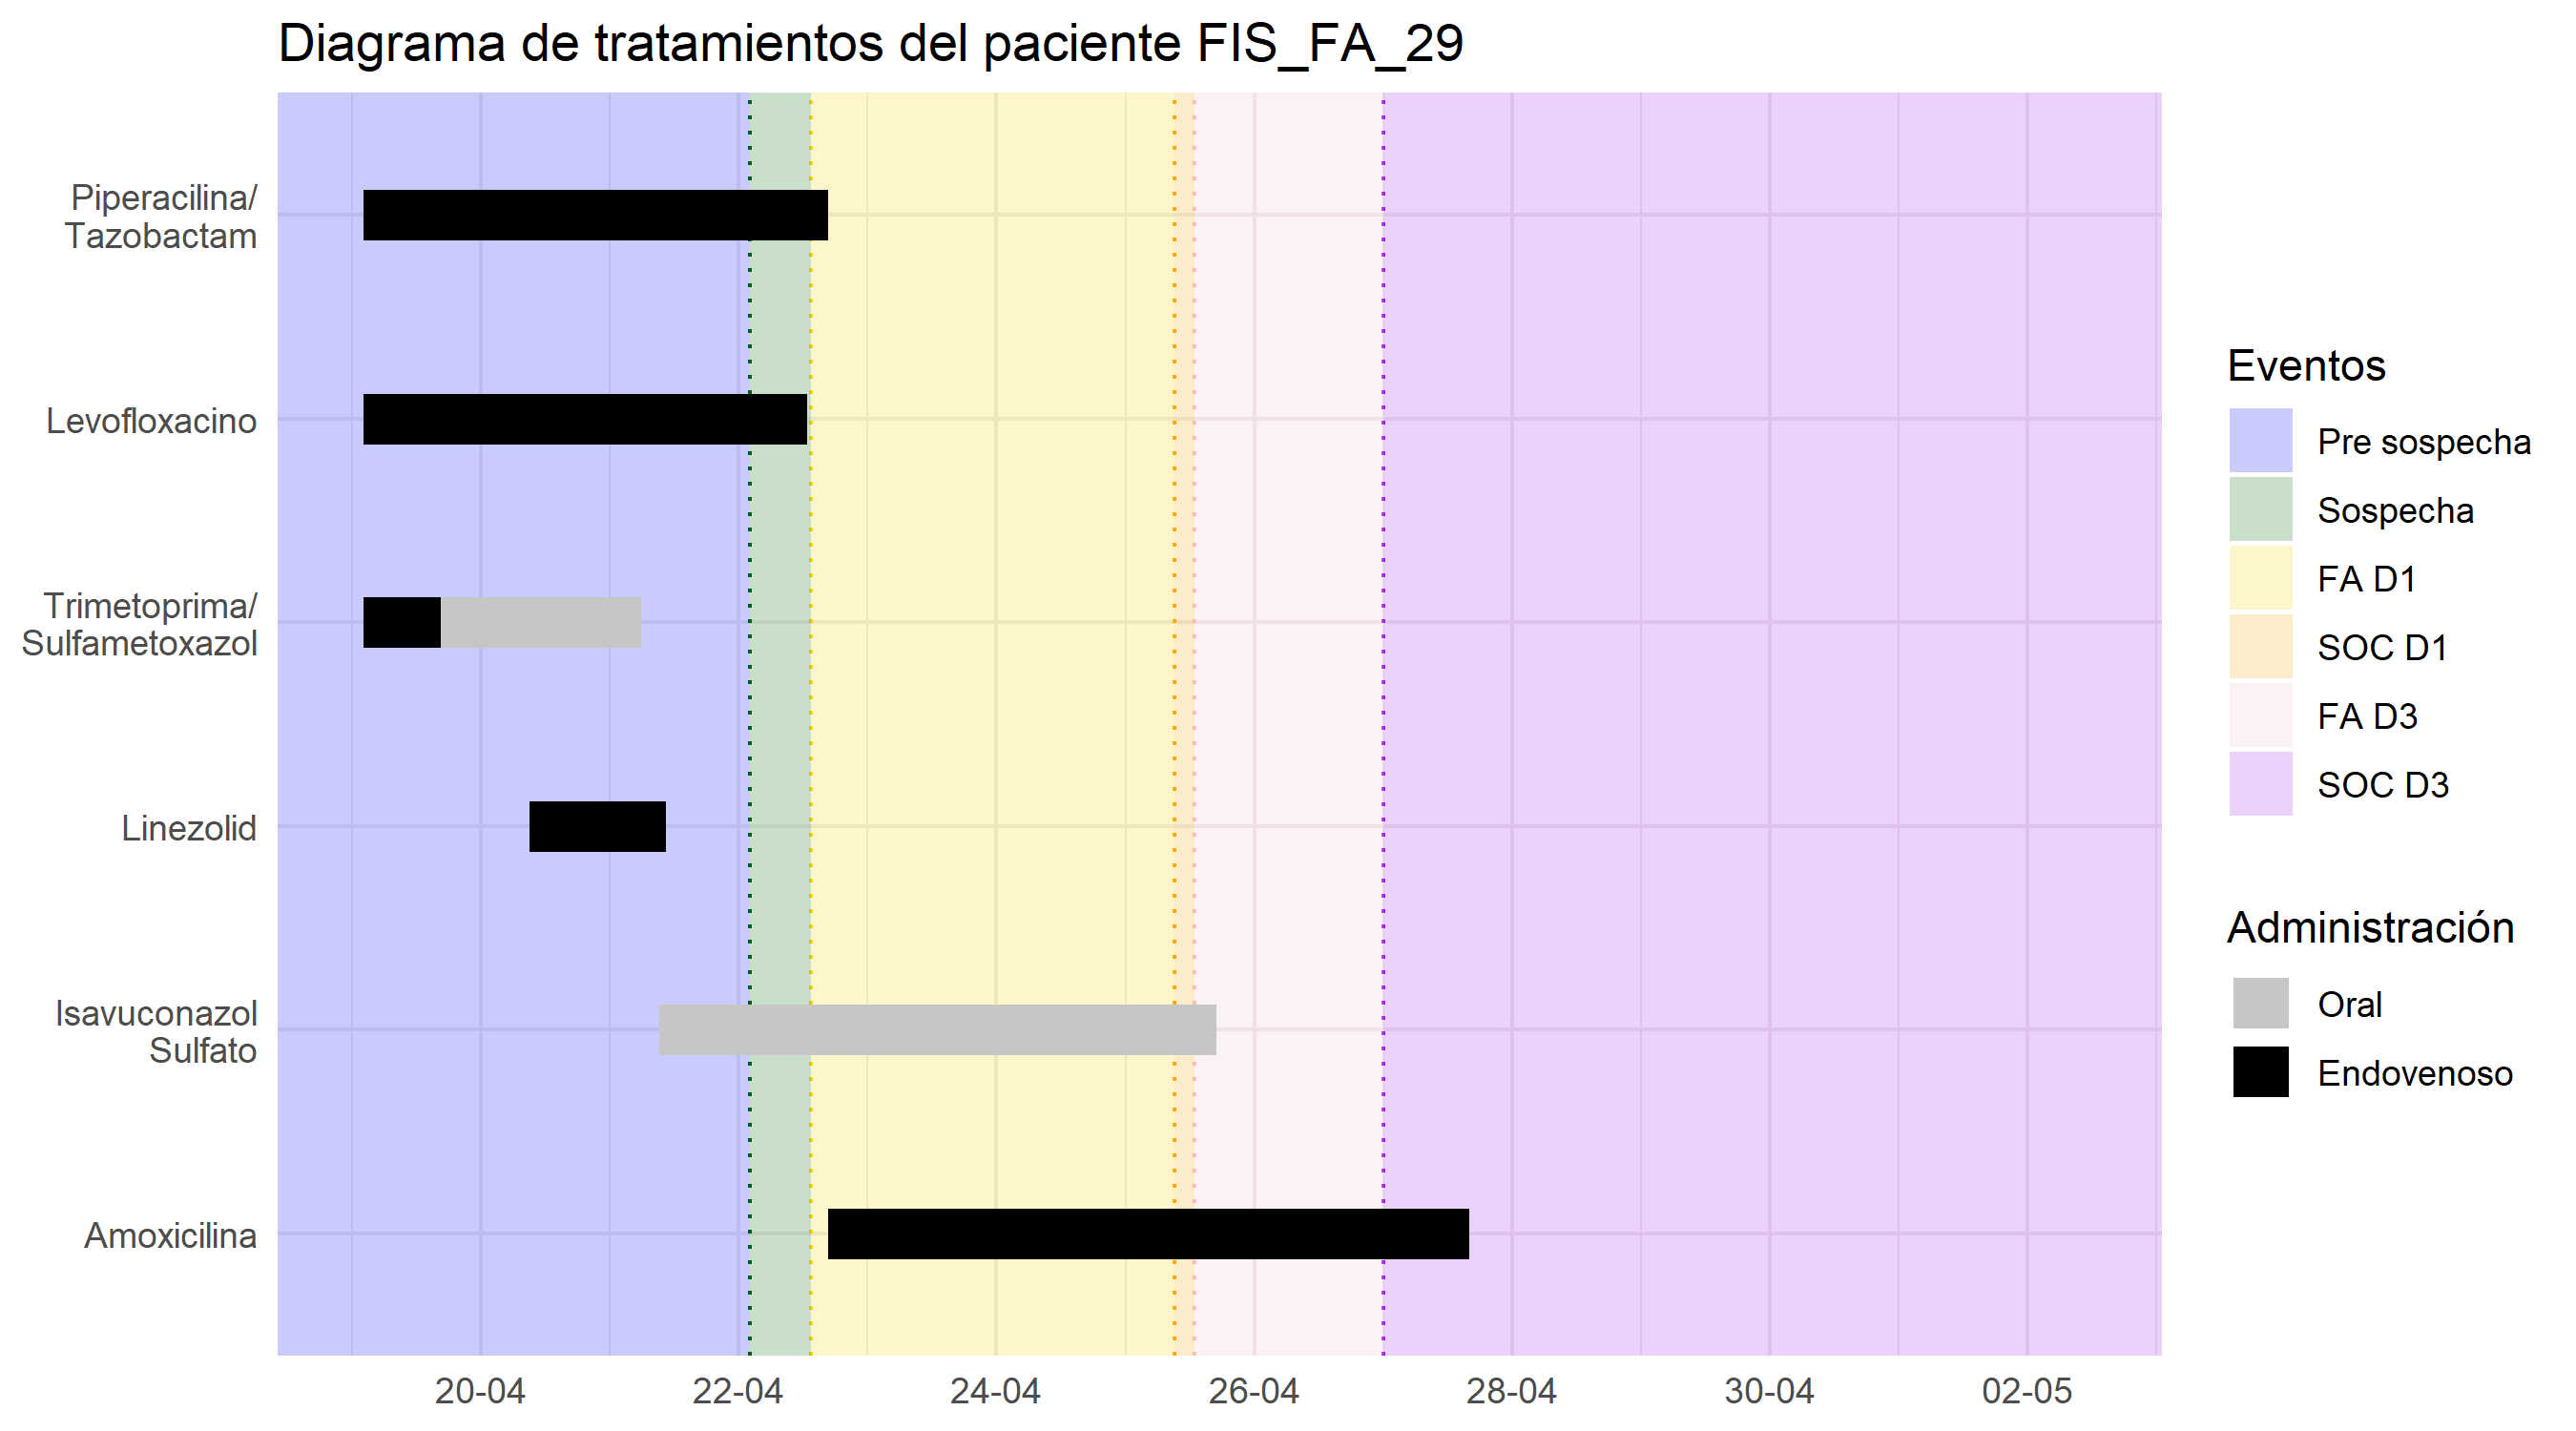 Diagrama de tratamientos del paciente FIS_FA_29
Piperacilina/
Tazobactam
Levofloxacino
Trimetoprima/
Sulfametoxazol
Linezolid
Isavuconazol
Sulfato
Amoxicilina
20-04
22-04
24-04
26-04
28-04
30-04
02-05
Eventos
Pre sospecha
Sospecha
FA D1
SOC D1
FA D3
SOC D3
Administración
Oral
Endovenoso